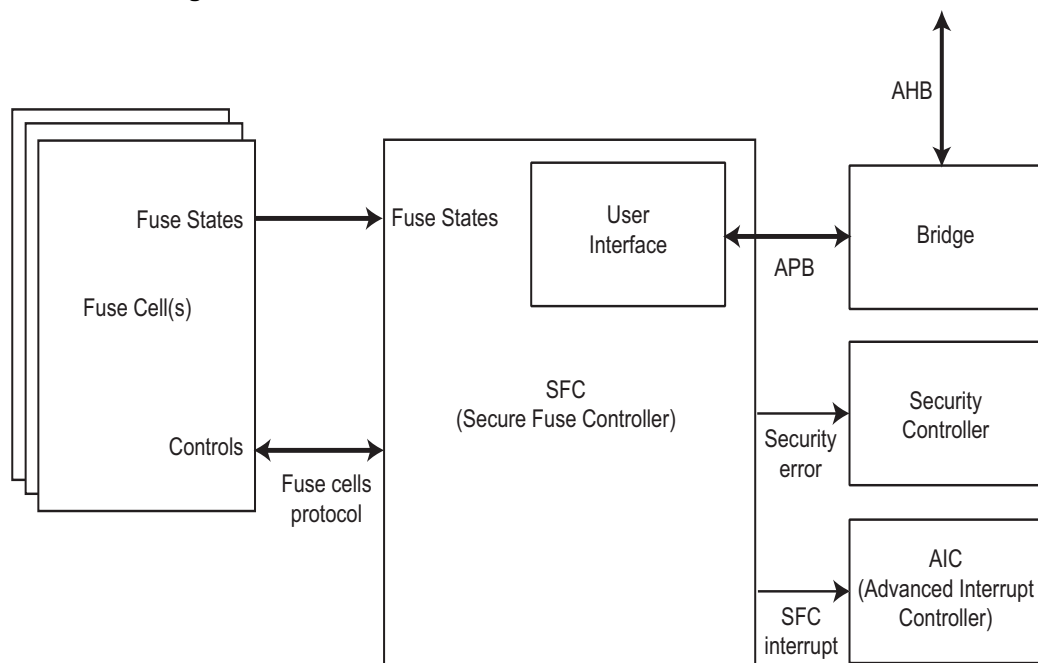 AHB
Fuse States
Fuse States
User
Interface
APB
Bridge
Fuse Cell(s)
SFC
(Secure Fuse Controller)
Security
Controller
Security
error
Controls
Fuse cells
protocol
AIC
(Advanced Interrupt
Controller)
SFC
interrupt